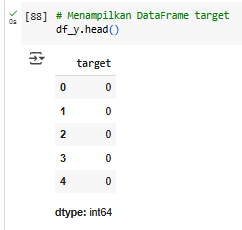 [88] # Menampilkan DataFrame target
0s df_y.head()
target
0 0
1 0
2 0
3 0
4 0
dtype: int64